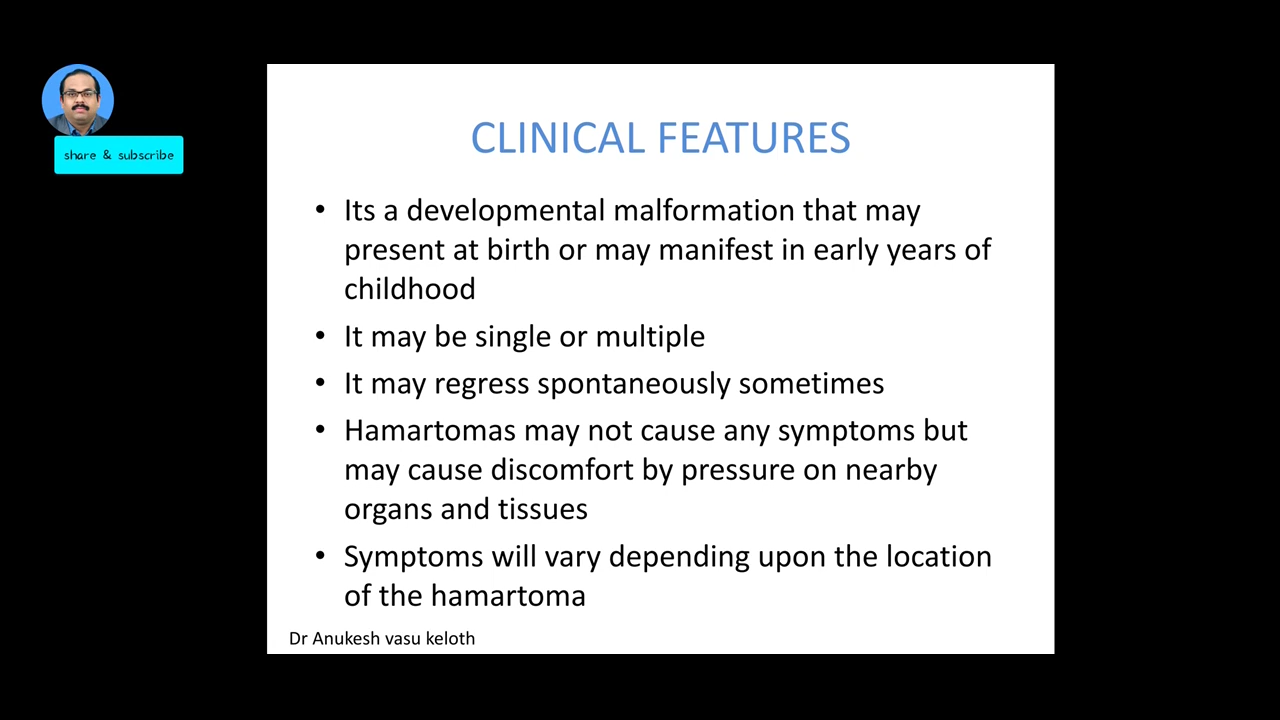 share & subscribe
CLINICAL FEATURES
• Its a developmental malformation that may
present at birth or may manifest in early years of
childhood
• It may be single or multiple
• It may regress spontaneously sometimes
• Hamartomas may not cause any symptoms but
may cause discomfort by pressure on nearby
organs and tissues
• Symptoms will vary depending upon the location
of the hamartoma
Dr Anukesh vasu keloth